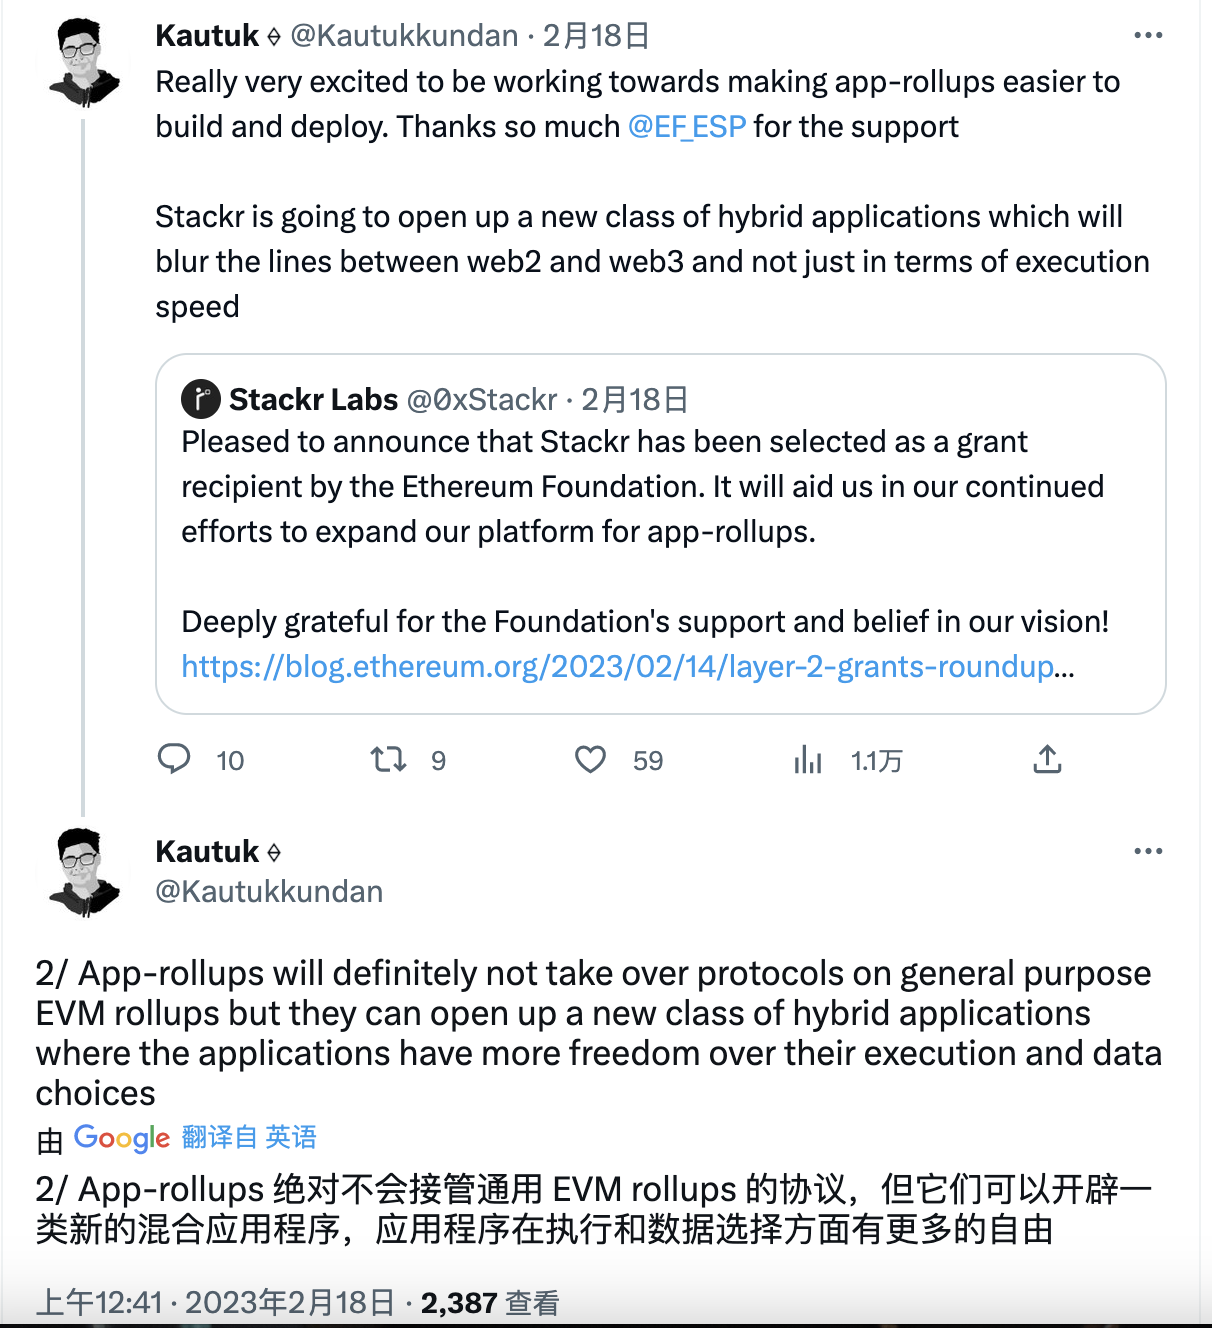 Kautuk @Kautukkundan · 2月18日
Really very excited to be working towards making app-rollups easier to
build and deploy. Thanks so much @EF_ESP for the support
Stackr is going to open up a new class of hybrid applications which will
blur the lines between web2 and web3 and not just in terms of execution
speed
Stackr Labs @0xStackr · 2月18日
Pleased to announce that Stackr has been selected as a grant
recipient by the Ethereum Foundation. It will aid us in our continued
efforts to expand our platform for app-rollups.
Deeply grateful for the Foundation's support and belief in our vision!
https://blog.ethereum.org/2023/02/14/layer-2-grants-roundup…
10 9 59 1.1万
Kautuk
@Kautukkundan
2/ App-rollups will definitely not take over protocols on general purpose
EVM rollups but they can open up a new class of hybrid applications
where the applications have more freedom over their execution and data
choices
由 Google 翻译自 英语
2/ App-rollups 绝对不会接管通用 EVM rollups 的协议，但它们可以开辟一
类新的混合应用程序，应用程序在执行和数据选择方面有更多的自由
上午12:41 · 2023年2月18日 · 2,387 查看